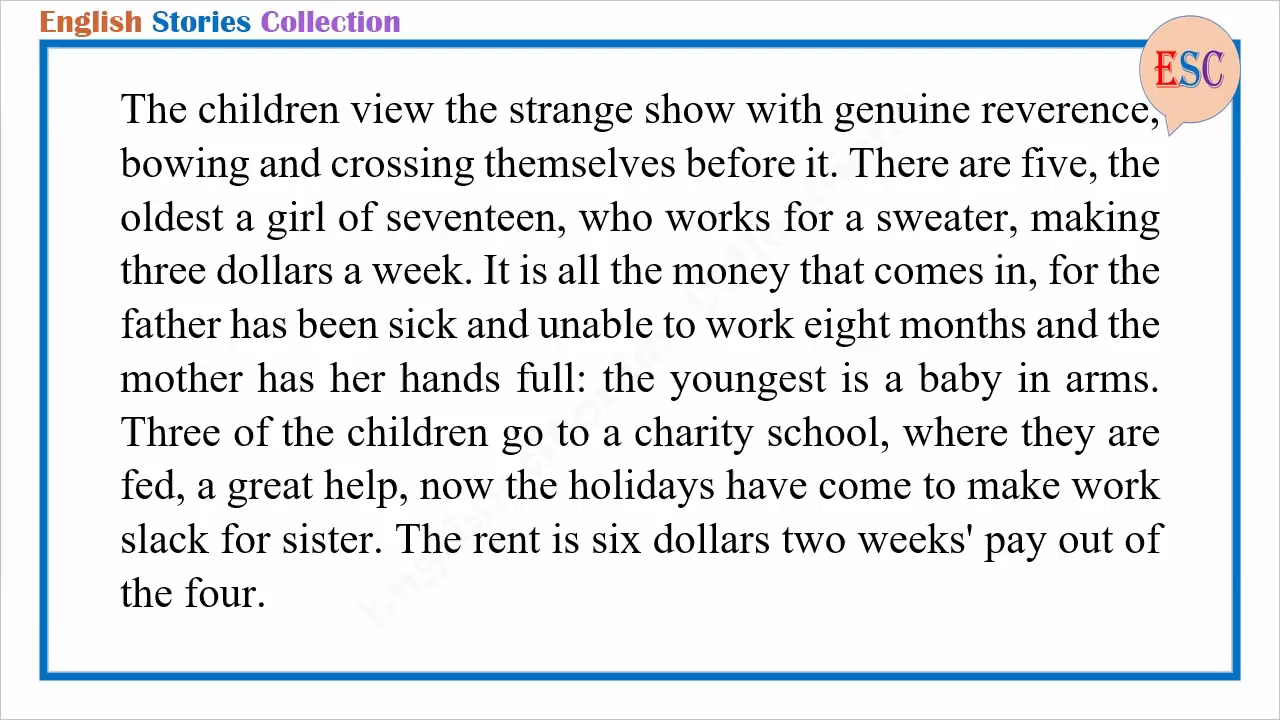 English Stories Collection
ESC
The children view the strange show with genuine reverence,
bowing and crossing themselves before it. There are five, the
oldest a girl of seventeen, who works for a sweater, making
three dollars a week. It is all the money that comes in, for the
father has been sick and unable to work eight months and the
mother has her hands full: the youngest is a baby in arms.
Three of the children go to a charity school, where they are
fed, a great help, now the holidays have come to make work
slack for sister. The rent is six dollars two weeks' pay out of
the four.